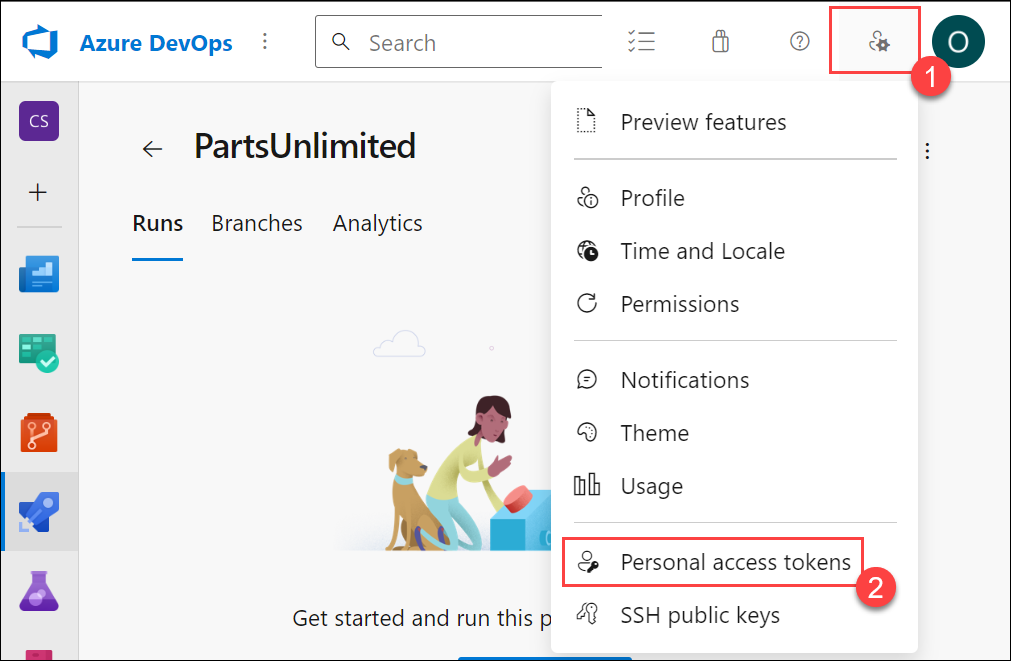 Azure DevOps
Search
O
1
CS
PartsUnlimited
Runs Branches Analytics
Get started and run this p
Preview features
Profile
Time and Locale
Permissions
Notifications
Theme
Usage
Personal access tokens
2
SSH public keys